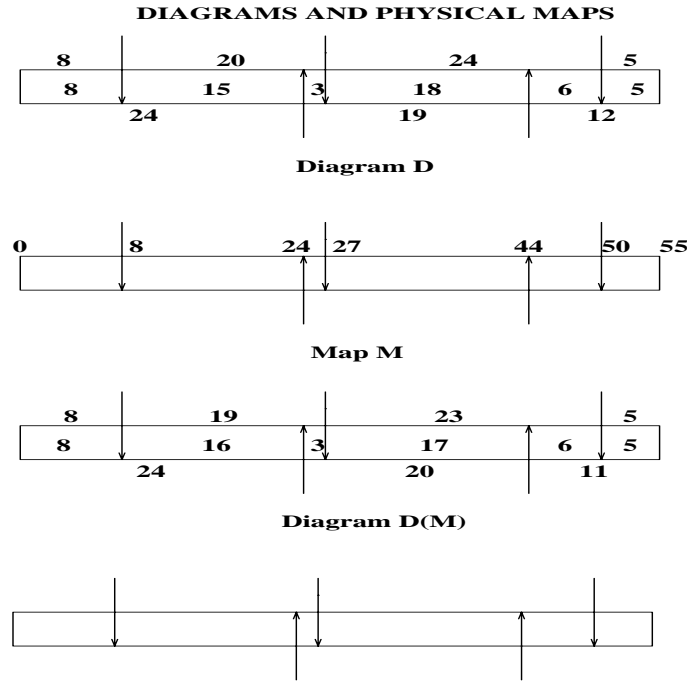 DIAGRAMS AND PHYSICAL MAPS
8 20 24 5
8 15 3 18 6 5
24 19 12
Diagram D
0 8 24 27 44 50 55
Map M
8 19 23 5
8 16 3 17 6 5
24 20 11
Diagram D(M)